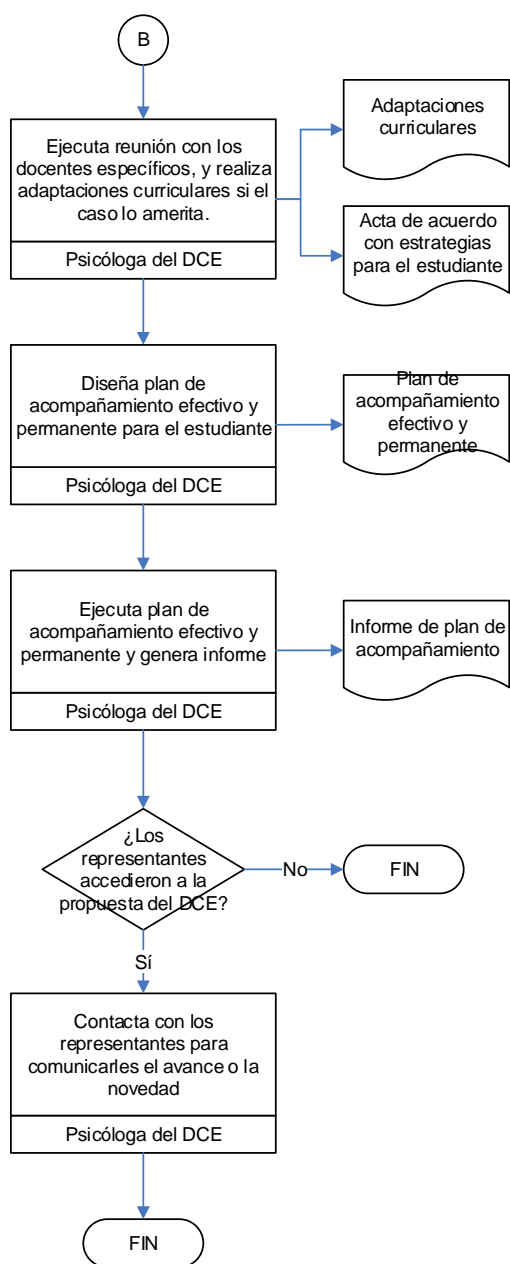 B
Ejecuta reunión con los
docentes específicos, y realiza
adaptaciones curriculares si el
caso lo amerita.
Psicóloga del DCE
Adaptaciones
curriculares
Acta de acuerdo
con estrategias
para el estudiante
Diseña plan de
acompañamiento efectivo y
permanente para el estudiante
Psicóloga del DCE
Plan de
acompañamiento
efectivo y
permanente
Ejecuta plan de
acompañamiento efectivo y
permanente y genera informe
Psicóloga del DCE
Informe de plan de
acompañamiento
¿Los
representantes
accedieron a la
propuesta del DCE?
No
FIN
Sí
Contacta con los
representantes para
comunicarles el avance o la
novedad
Psicóloga del DCE
FIN